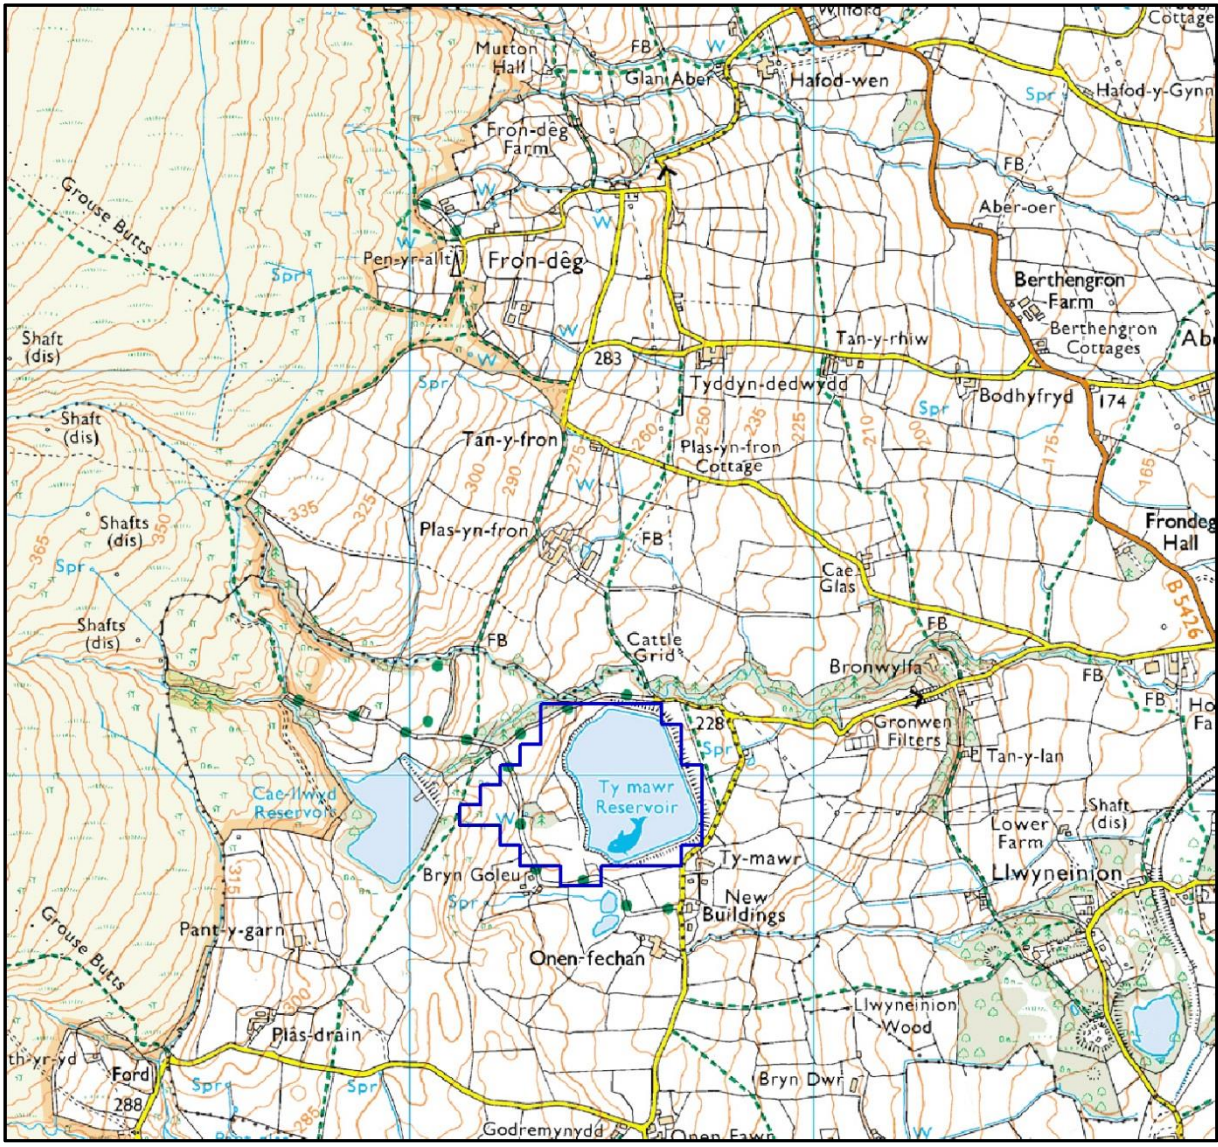 Wilford
Cottage
Mutton
Hall
FB
W
Glan Aber
Hafod-wen
Spr
Hafod-y-Gynn
Fron-deg
Farm
FB
Grouse Butts
W
Aber-oer
W
W
Pen-yr-allt
Fron-dêg
Spr
Berthengron
Farm
Berthengron
Cottages
Shaft
(dis)
W
283
Tan-y-rhiw
W
Spr
Tyddyn-dedwydd
Bodhyfryd
174
Shaft
(dis)
Spr
Tan-y-fron
275
260
250
235
225
210
200
175
165
Plas-yn-fron
Cottage
300
290
W
335
325
Shafts
(dis)
350
365
Plas-yn-fron
FB
Frondeg
Hall
Spr
Cae
Glas
B 5426
Shafts
(dis)
FB
Cattle
Grid
FB
Bronwylfa
FB
FB
228
Gronwen
Filters
Spr
Tan-y-lan
Cae-llwyd
Reservoir
Ty mawr
Reservoir
W
Shaft
(dis)
Lower
Farm
315
Bryn Goleu
Ty-mawr
Llwyneinion
Spr
New
Buildings
Grouse Butts
Pant-y-garn
Onen-fechan
300
Llwyneinion
Wood
Plas-drain
th-yr-yd
Ford
Spr
Spr
Bryn Dwr
288
285
Godremynydd
W